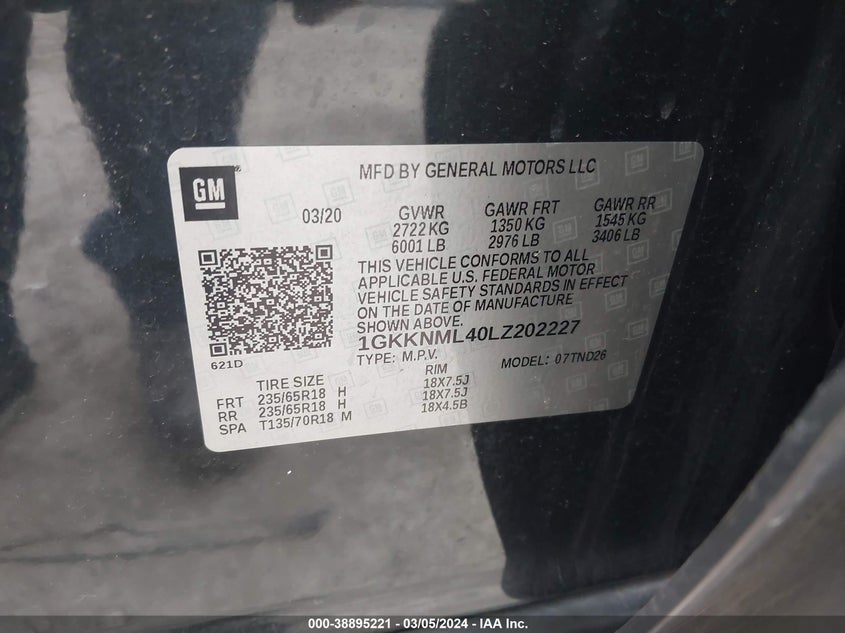 GM
MFD BY GENERAL MOTORS LLC
03/20 GVWR GAWR FRT GAWR RR
2722 KG 1350 KG 1545 KG
6001 LB 2976 LB 3406 LB
THIS VEHICLE CONFORMS TO ALL
APPLICABLE U.S. FEDERAL MOTOR
VEHICLE SAFETY STANDARDS IN EFFECT
ON THE DATE OF MANUFACTURE
SHOWN ABOVE.
1GKKNML40LZ202227
621D
TYPE: M.P.V. MODEL: 07TND26
TIRE SIZE RIM
FRT 235/65R18 H 18X7.5J
RR 235/65R18 H 18X7.5J
SPA T135/70R18 M 18X4.5B
000-38895221 - 03/05/2024 - IAA Inc.